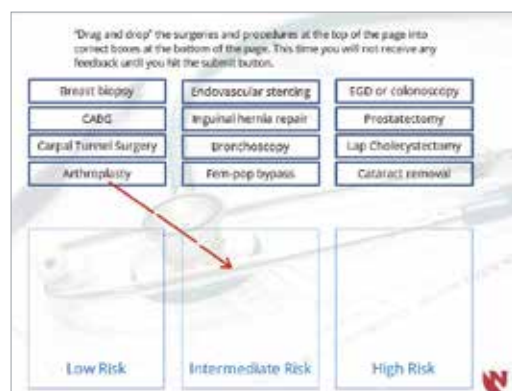 "Drag and drop" the surgeries and procedures at the top of the page into
correct boxes at the bottom of the page. This time you will not receive any
feedback until you hit the submit button.
Breast biopsy
Endovascular stenting
EGD or colonoscopy
CABG
Inguinal hernia repair
Prostatectomy
Carpal Tunnel Surgery
Bronchoscopy
Lap Cholecystectomy
Arthroplasty
Fem-pop bypass
Cataract removal
Low Risk
Intermediate Risk
High Risk
N